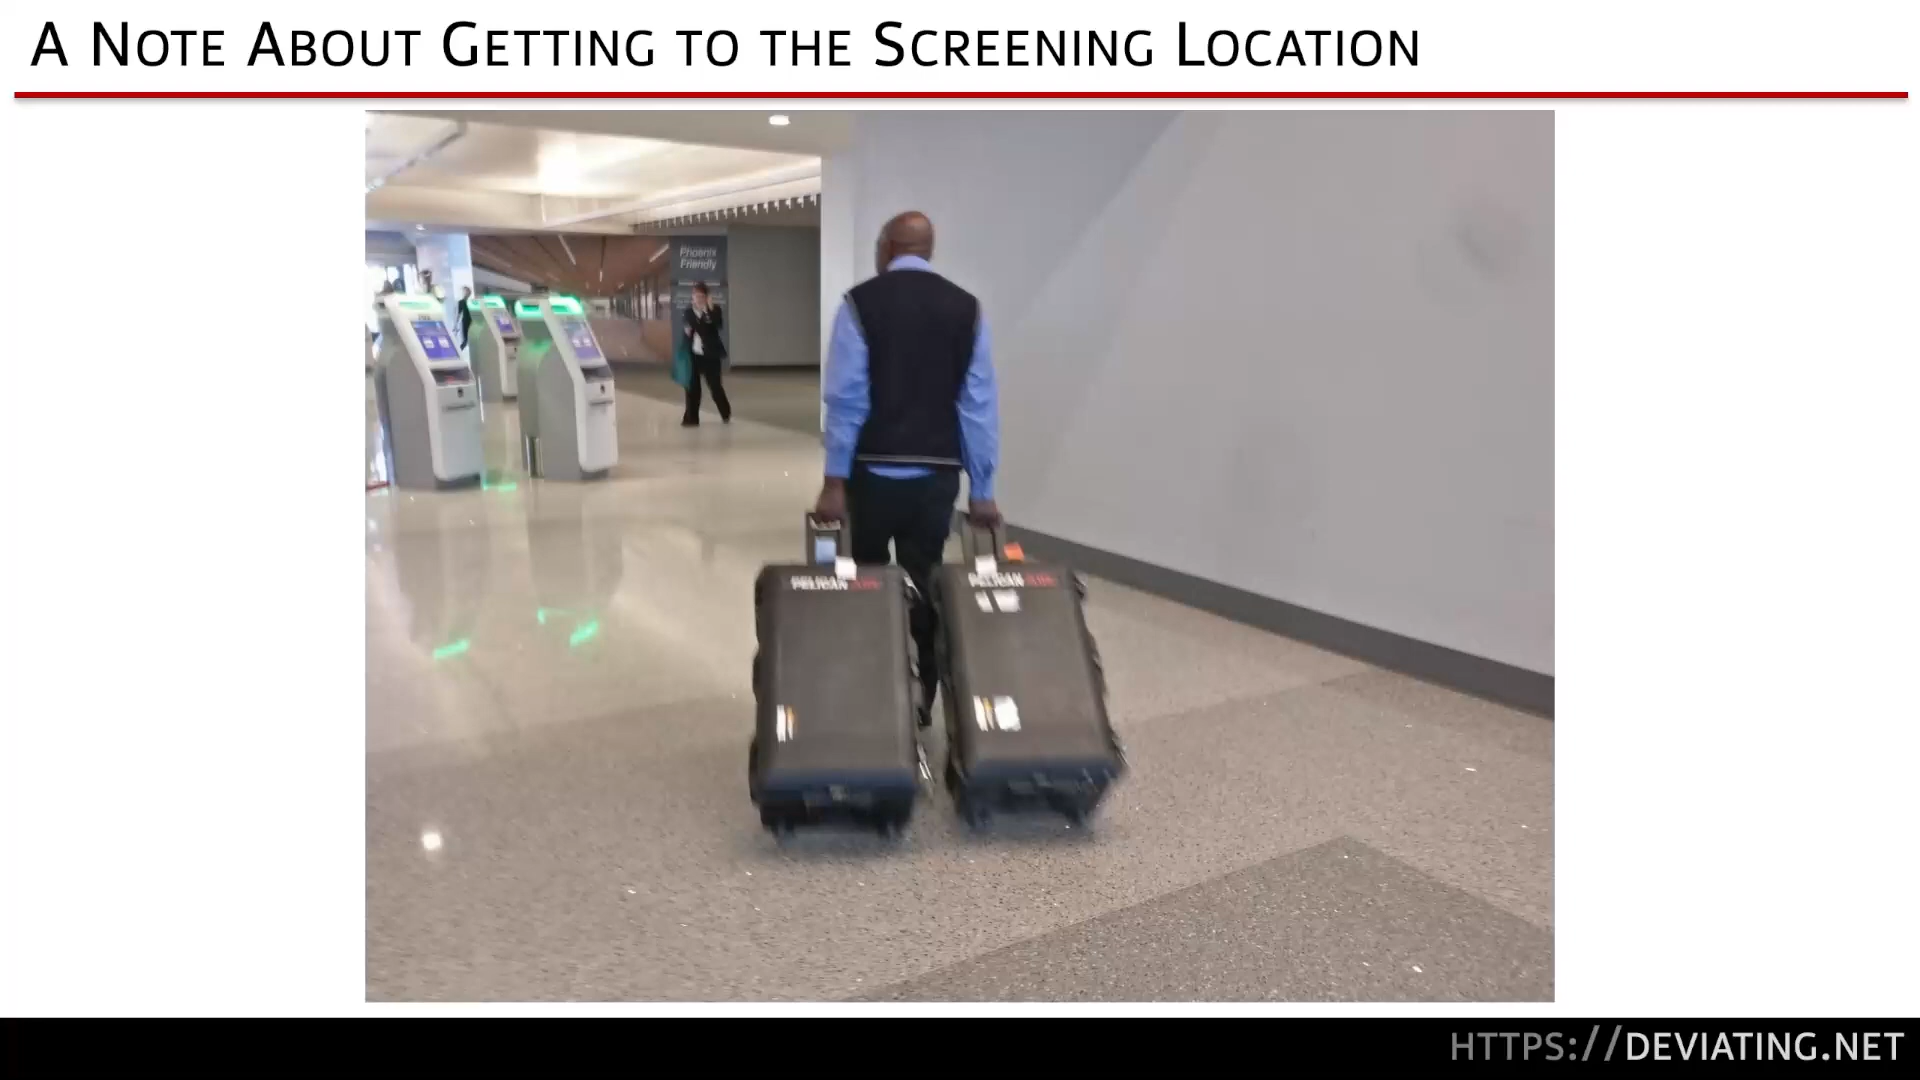 A Note About Getting to the Screening Location
Phoenix
Friendly
PELICAN
PELICAN
HTTPS://DEVIATING.NET